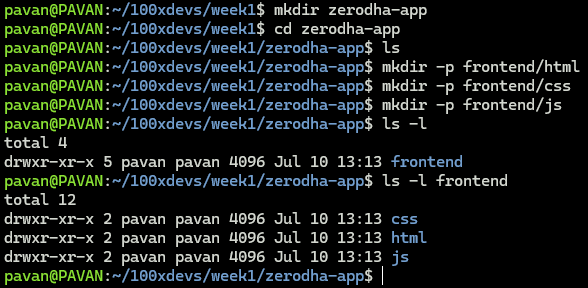 pavan@PAVAN:~/100xdevs/week1$ mkdir zerodha-app
pavan@PAVAN:~/100xdevs/week1$ cd zerodha-app
pavan@PAVAN:~/100xdevs/week1/zerodha-app$ ls
pavan@PAVAN:~/100xdevs/week1/zerodha-app$ mkdir -p frontend/html
pavan@PAVAN:~/100xdevs/week1/zerodha-app$ mkdir -p frontend/css
pavan@PAVAN:~/100xdevs/week1/zerodha-app$ mkdir -p frontend/js
pavan@PAVAN:~/100xdevs/week1/zerodha-app$ ls -l
total 4
drwxr-xr-x 5 pavan pavan 4096 Jul 10 13:13 frontend
pavan@PAVAN:~/100xdevs/week1/zerodha-app$ ls -l frontend
total 12
drwxr-xr-x 2 pavan pavan 4096 Jul 10 13:13 css
drwxr-xr-x 2 pavan pavan 4096 Jul 10 13:13 html
drwxr-xr-x 2 pavan pavan 4096 Jul 10 13:13 js
pavan@PAVAN:~/100xdevs/week1/zerodha-app$